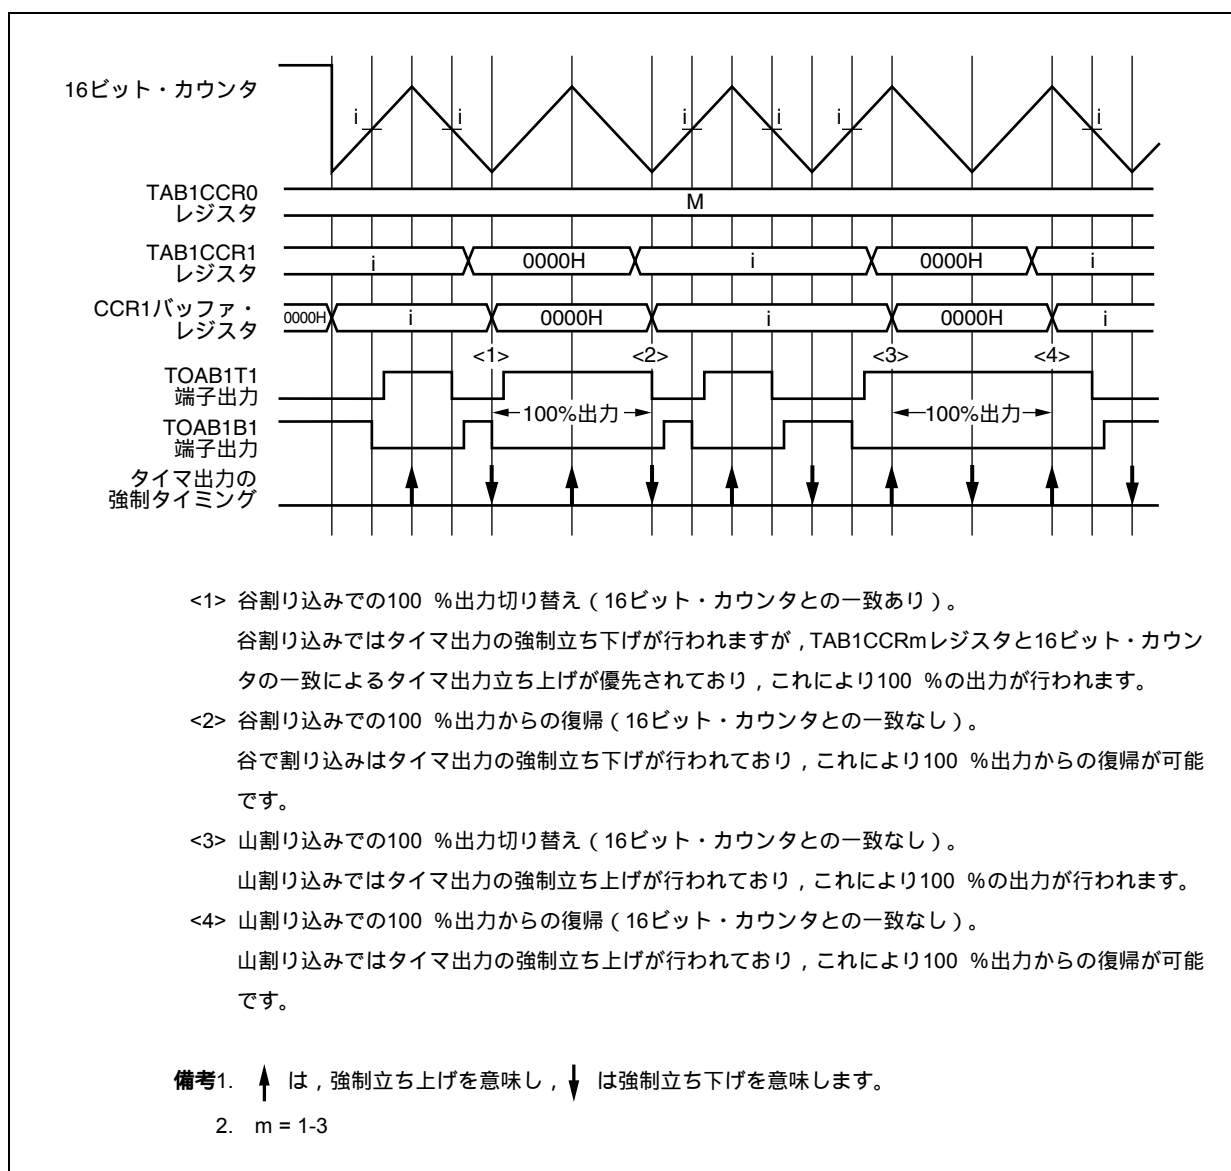 16ビット・カウンタ
i i i i i i
TAB1CCR0
レジスタ
M
TAB1CCR1
レジスタ
i 0000H i 0000H i
CCR1バッファ・
レジスタ
0000H i 0000H i 0000H i
<1> <2> <3> <4>
TOAB1T1
端子出力
100%出力 100%出力
TOAB1B1
端子出力
タイマ出力の
強制タイミング
<1> 谷割り込みでの100 %出力切り替え(16ビット・カウンタとの一致あり)。
谷割り込みではタイマ出力の強制立ち下げが行われますが,TAB1CCRmレジスタと16ビット・カウン
タの一致によるタイマ出力立ち上げが優先されており,これにより100 %の出力が行われます。
<2> 谷割り込みでの100 %出力からの復帰(16ビット・カウンタとの一致なし)。
谷で割り込みはタイマ出力の強制立ち下げが行われており,これにより100 %出力からの復帰が可能
です。
<3> 山割り込みでの100 %出力切り替え(16ビット・カウンタとの一致なし)。
山割り込みではタイマ出力の強制立ち上げが行われており,これにより100 %の出力が行われます。
<4> 山割り込みでの100 %出力からの復帰(16ビット・カウンタとの一致なし)。
山割り込みではタイマ出力の強制立ち上げが行われており,これにより100 %出力からの復帰が可能
です。
備考1. ↑ は,強制立ち上げを意味し,↓ は強制立ち下げを意味します。
2. m = 1-3